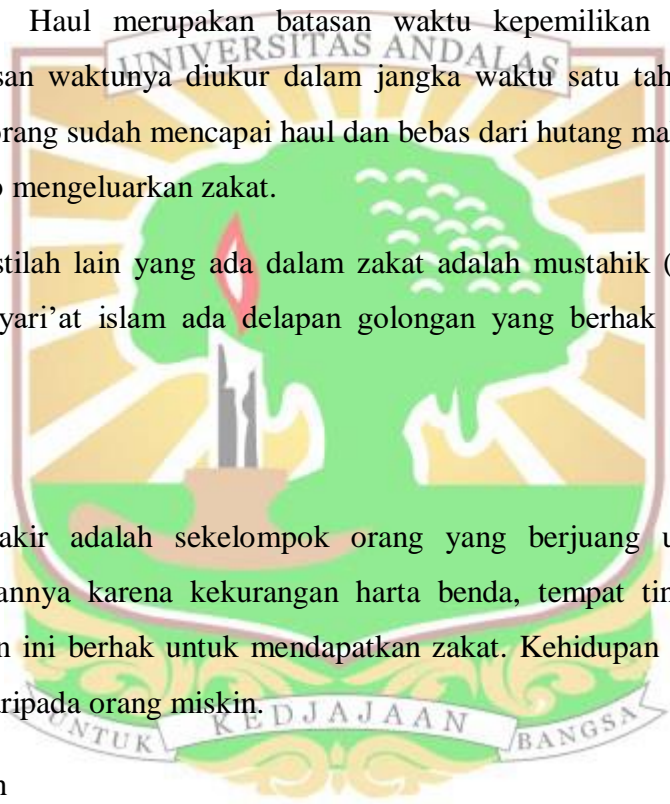 Haul merupakan batasan waktu kepemilikan
UNIVERSITAS ANDALAS
san waktunya diukur dalam jangka waktu satu tah
orang sudah mencapai haul dan bebas dari hutang ma
mengeluarkan zakat.
stilah lain yang ada dalam zakat adalah mustahik (
yari’at islam ada delapan golongan yang berhak
akir adalah sekelompok orang yang berjuang u
annya karena kekurangan harta benda, tempat tin
n ini berhak untuk mendapatkan zakat. Kehidupan
aripada orang miskin.
UNTUK KEDJAJAAN BANGSA
n